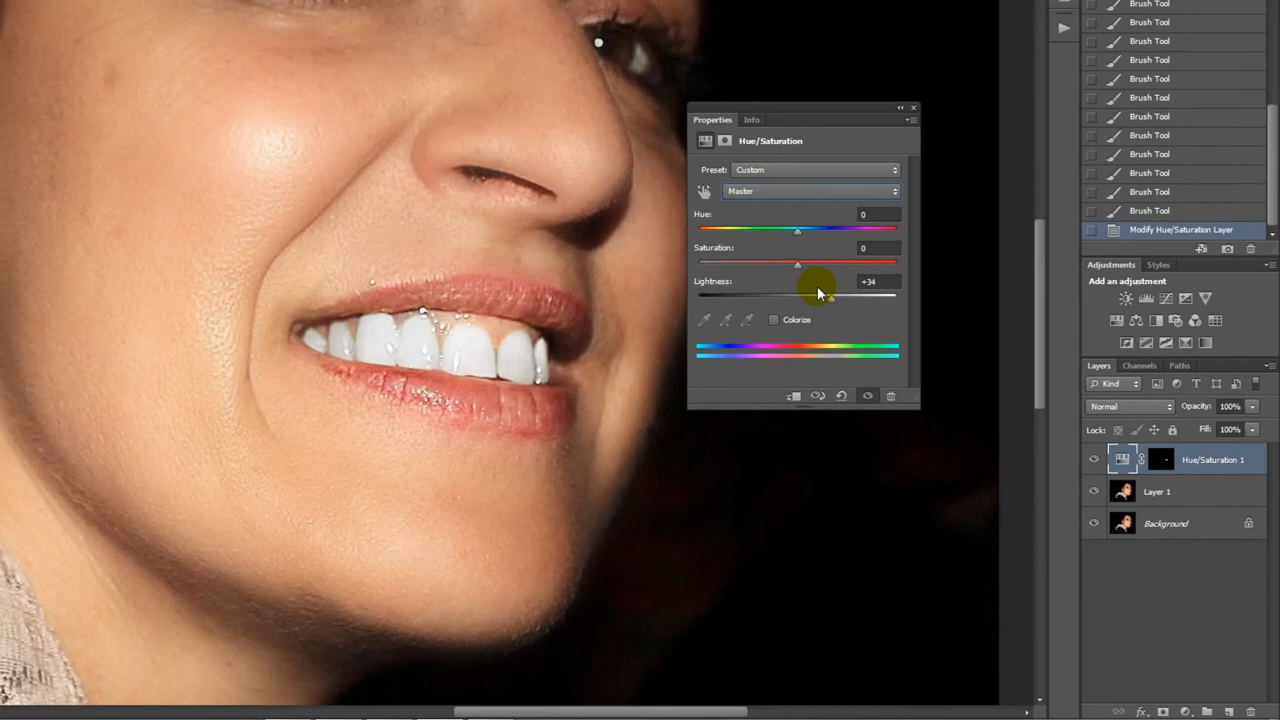 Brush Tool
Brush Tool
Brush Tool
Brush Tool
Brush Tool
Brush Tool
Brush Tool
Brush Tool
Brush Tool
Brush Tool
Brush Tool
Brush Tool
Modify Hue/Saturation Layer
Properties Info
Hue/Saturation
Preset: Custom
Master
Hue: 0
Saturation: 0
Lightness: +34
Colorize
Adjustments Styles
Add an adjustment
Layers Channels Paths
Kind
Normal Opacity: 100%
Lock: Fill: 100%
Hue/Saturation 1
Layer 1
Background
fx